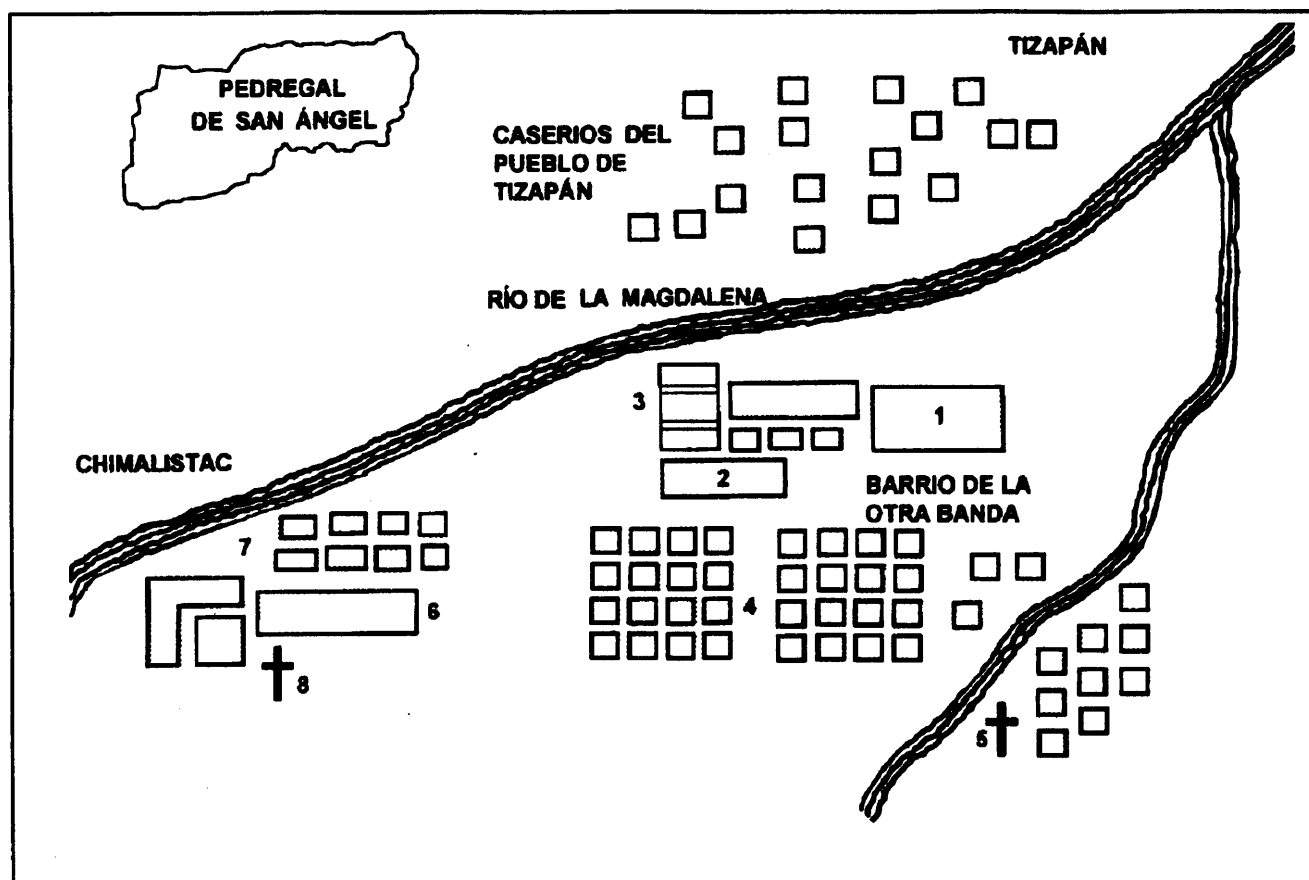 TIZAPÁN
PEDREGAL
DE SAN ÁNGEL
CASERIOS DEL
PUEBLO DE
TIZAPÁN
RÍO DE LA MAGDALENA
3
1
CHIMALISTAC
2
BARRIO DE LA
OTRA BANDA
7
4
6
8
5